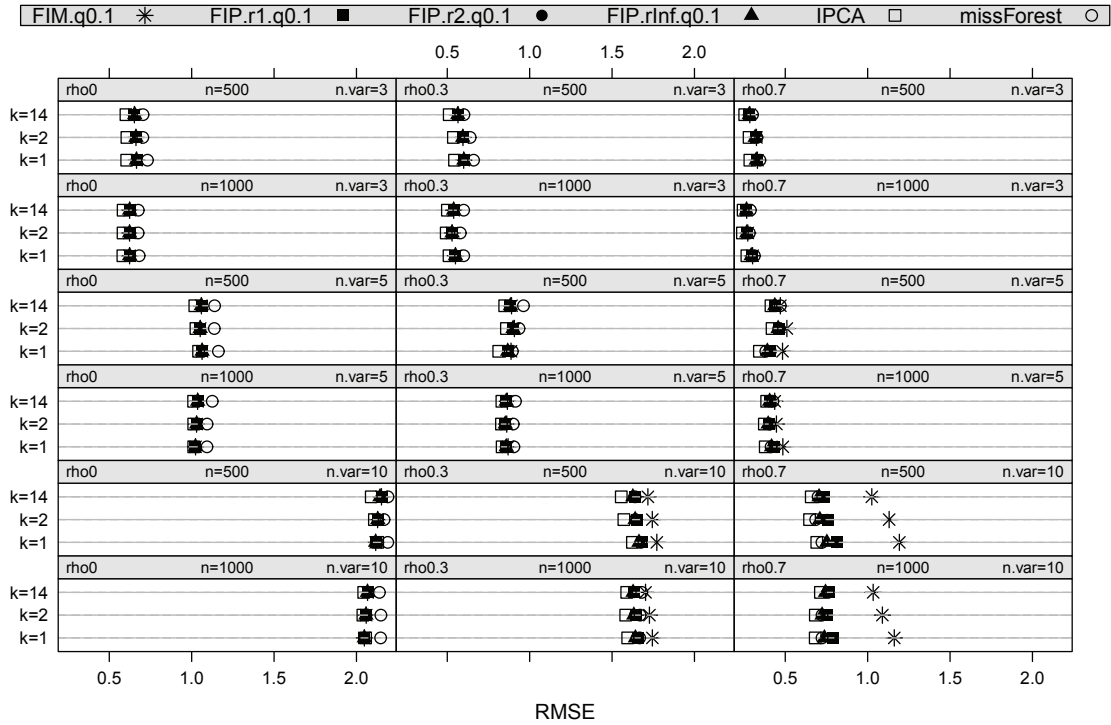 FIM.q0.1 FIP.r1.q0.1 FIP.r2.q0.1 FIP.rInf.q0.1 IPCA missForest
0.5 1.0 1.5 2.0
rho0 n=500 n.var=3 rho0.3 n=500 n.var=3 rho0.7 n=500 n.var=3
k=14
k=2
k=1
rho0 n=1000 n.var=3 rho0.3 n=1000 n.var=3 rho0.7 n=1000 n.var=3
k=14
k=2
k=1
rho0 n=500 n.var=5 rho0.3 n=500 n.var=5 rho0.7 n=500 n.var=5
k=14
k=2
k=1
rho0 n=1000 n.var=5 rho0.3 n=1000 n.var=5 rho0.7 n=1000 n.var=5
k=14
k=2
k=1
rho0 n=500 n.var=10 rho0.3 n=500 n.var=10 rho0.7 n=500 n.var=10
k=14
k=2
k=1
rho0 n=1000 n.var=10 rho0.3 n=1000 n.var=10 rho0.7 n=1000 n.var=10
k=14
k=2
k=1
0.5 1.0 1.5 2.0 0.5 1.0 1.5 2.0
RMSE